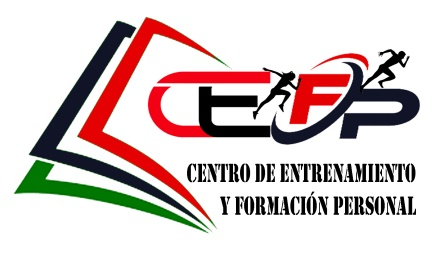 CEFP
CENTRO DE ENTRENAMIENTO
Y FORMACIÓN PERSONAL